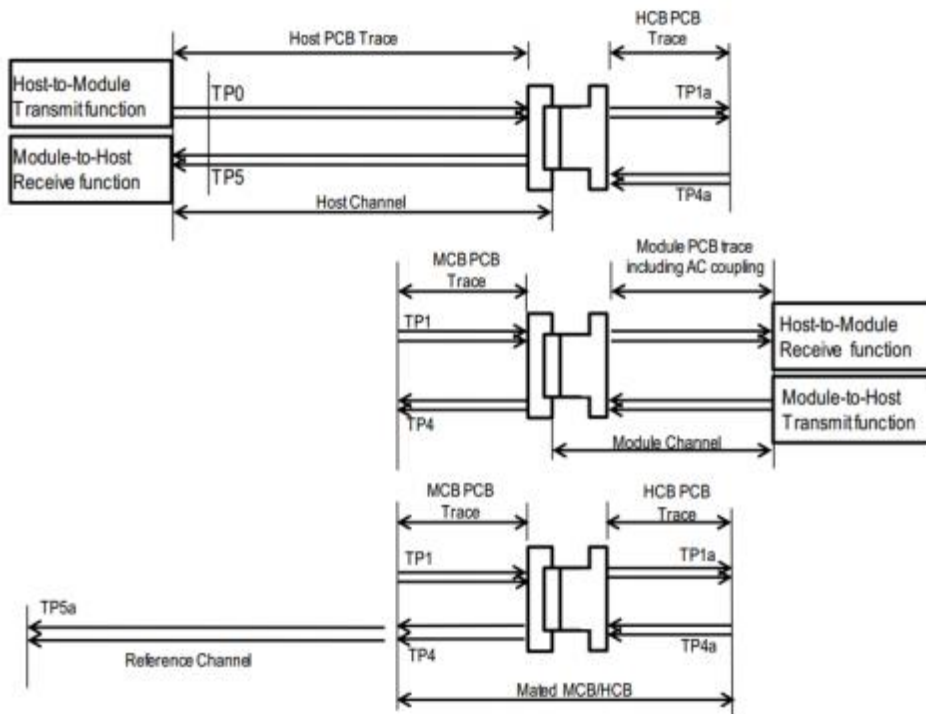 HCB PCB
Trace
Host PCB Trace
Host-to-Module
Transmit function
TP0
TP1a
Module-to-Host
Receive function
TP5
TP4a
Host Channel
MCB PCB
Trace
Module PCB trace
including AC coupling
TP1
Host-to-Module
Receive function
TP4
Module-to-Host
Transmit function
Module Channel
MCB PCB
Trace
HCB PCB
Trace
TP1
TP1a
TP5a
TP4
TP4a
Reference Channel
Mated MCB/HCB